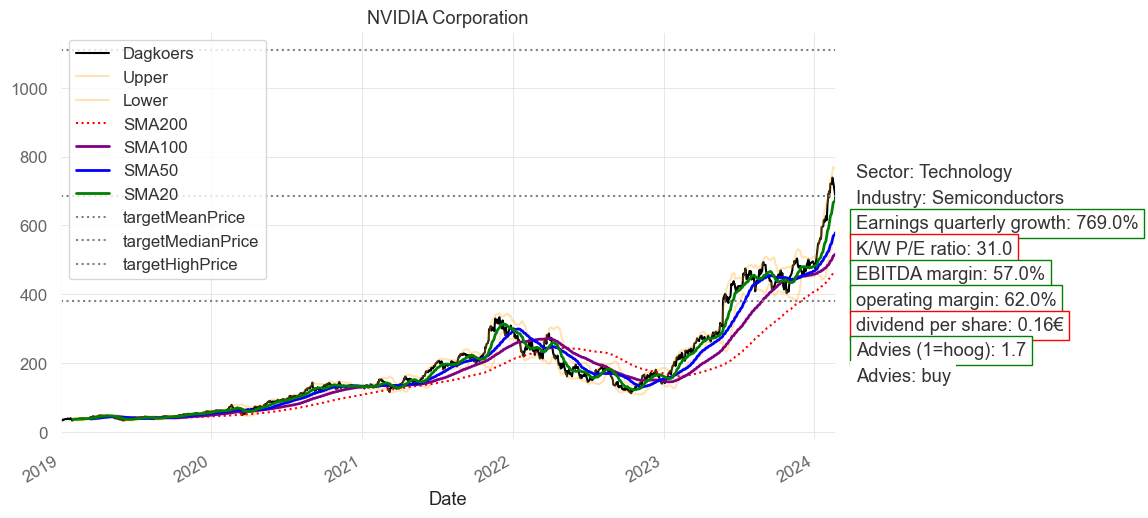 NVIDIA Corporation
Dagkoers
Upper
Lower
SMA200
SMA100
SMA50
SMA20
targetMeanPrice
targetMedianPrice
targetHighPrice
1000
800
600
400
200
0
2019
2020
2021
2022
2023
2024
Date
Sector: Technology
Industry: Semiconductors
Earnings quarterly growth: 769.0%
K/W P/E ratio: 31.0
EBITDA margin: 57.0%
operating margin: 62.0%
dividend per share: 0.16€
Advies (1=hoog): 1.7
Advies: buy